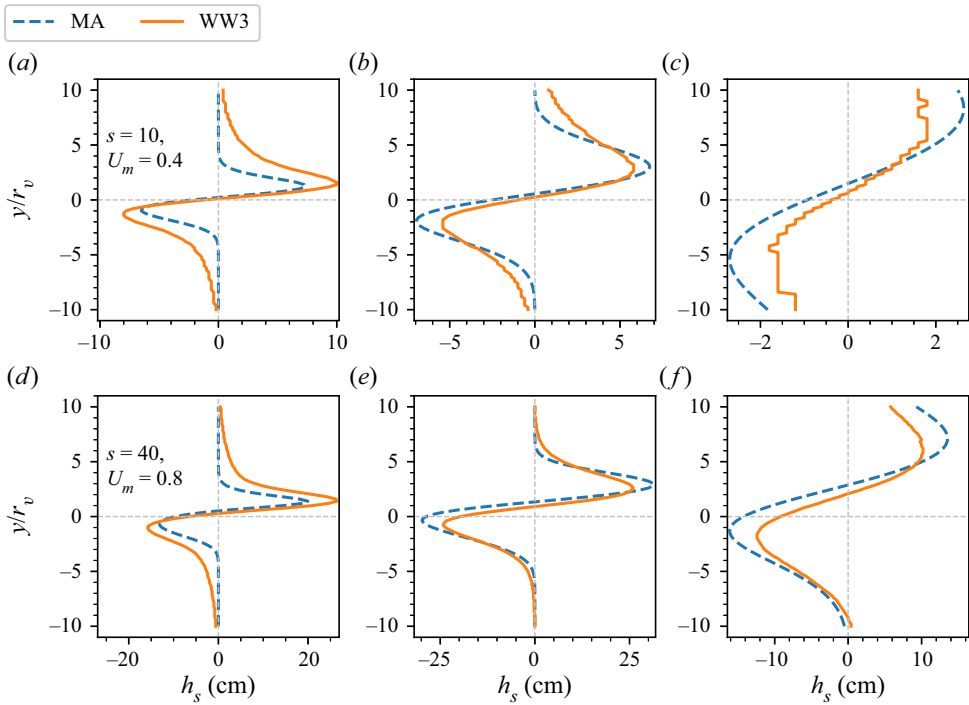 MA WW3
(a) (b) (c)
10 10 10
s = 10,
U_m = 0.4
5 5 5
y/r_v
0 0 0
–5 –5 –5
–10 –10 –10
–10 0 10 –5 0 5 –2 0 2
(d) (e) (f)
10 10 10
s = 40,
U_m = 0.8
5 5 5
y/r_v
0 0 0
–5 –5 –5
–10 –10 –10
–20 0 20 –25 0 25 –10 0 10
h_s (cm) h_s (cm) h_s (cm)